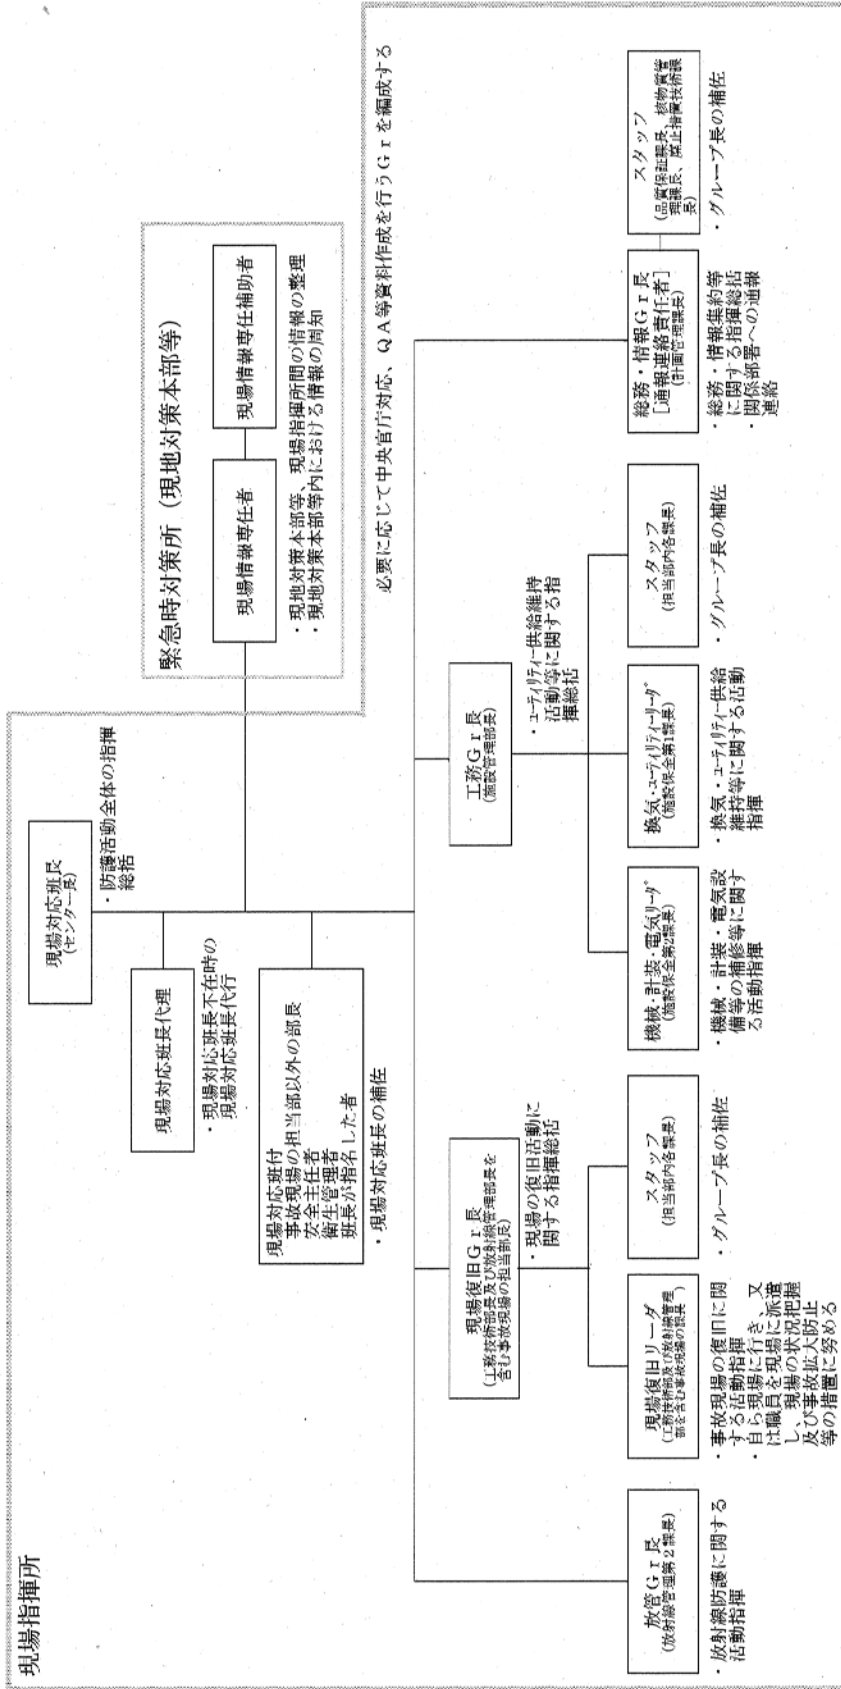 現場指揮所
現場対応班長
(センター長)
・防護活動全体の指揮
総括
現場対応班長代理
・現場対応班長不在時の
現場対応班長代行
現場対応班付
事故現場の担当部以外の部長
安全主任者
衛生管理者
班長が指名した者
・現場対応班長の補佐
緊急時対策所(現地対策本部等)
現場情報専任者
現場情報専任補助者
・現地対策本部等、現場指揮所間の情報の整理
・現地対策本部等内における情報の周知
必要に応じて中央官庁対応、QA等資料作成を行うGrを編成する
放管Gr長
(放射線管理第2課長)
・放射線防護に関する
活動指揮
現場復旧Gr長
(工務技術部長及び放射線管理部長を
含む事故現場の担当部長)
・現場の復旧活動に
関する指揮総括
現場復旧リーダ
(工務技術部及び放射線管理
部を含む事故現場の課長)
・事故現場の復旧に関
する活動指揮
・自ら現場に行き、又
は職員を現場に派遣
し、現場の状況把握
及び事故拡大防止
等の措置に努める
スタッフ
(担当部内各課長)
・グループ長の補佐
工務Gr長
(施設管理部長)
・ユーティリティー供給維持
活動等に関する指
揮総括
機械・計装・電気リーダ
(施設保全第2課長)
・機械・計装・電気設
備等の補修等に関す
る活動指揮
換気・ユーティリティーリーダ
(施設保全第1課長)
・換気・ユーティリティー供給
維持等に関する活動
指揮
スタッフ
(担当部内各課長)
・グループ長の補佐
総務・情報Gr長
[通報連絡責任者]
(計画管理課長)
・総務・情報集約等
に関する指揮総括
・関係部署への通報
連絡
スタッフ
(品質保証課長、核物質管
理課長、廃止措置技術課
長)
・グループ長の補佐